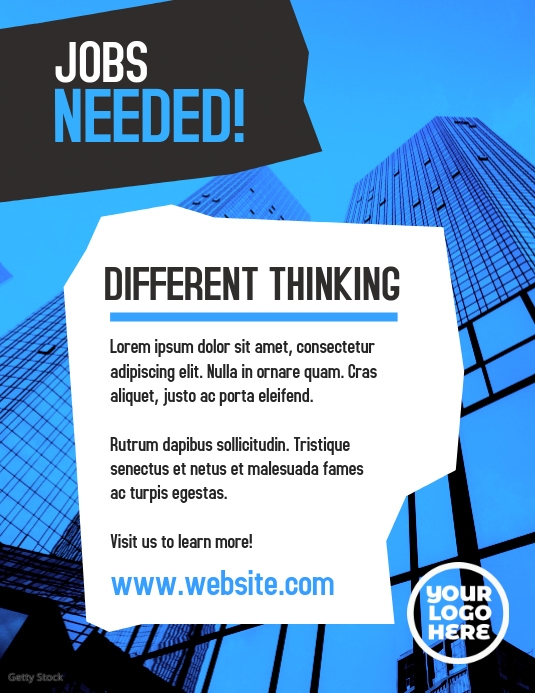 JOBS
NEEDED!
DIFFERENT THINKING
Lorem ipsum dolor sit amet, consectetur
adipiscing elit. Nulla in ornare quam. Cras
aliquet, justo ac porta eleifend.
Rutrum dapibus sollicitudin. Tristique
senectus et netus et malesuada fames
ac turpis egestas.
Visit us to learn more!
www.website.com
YOUR
LOGO
HERE
Getty Stock